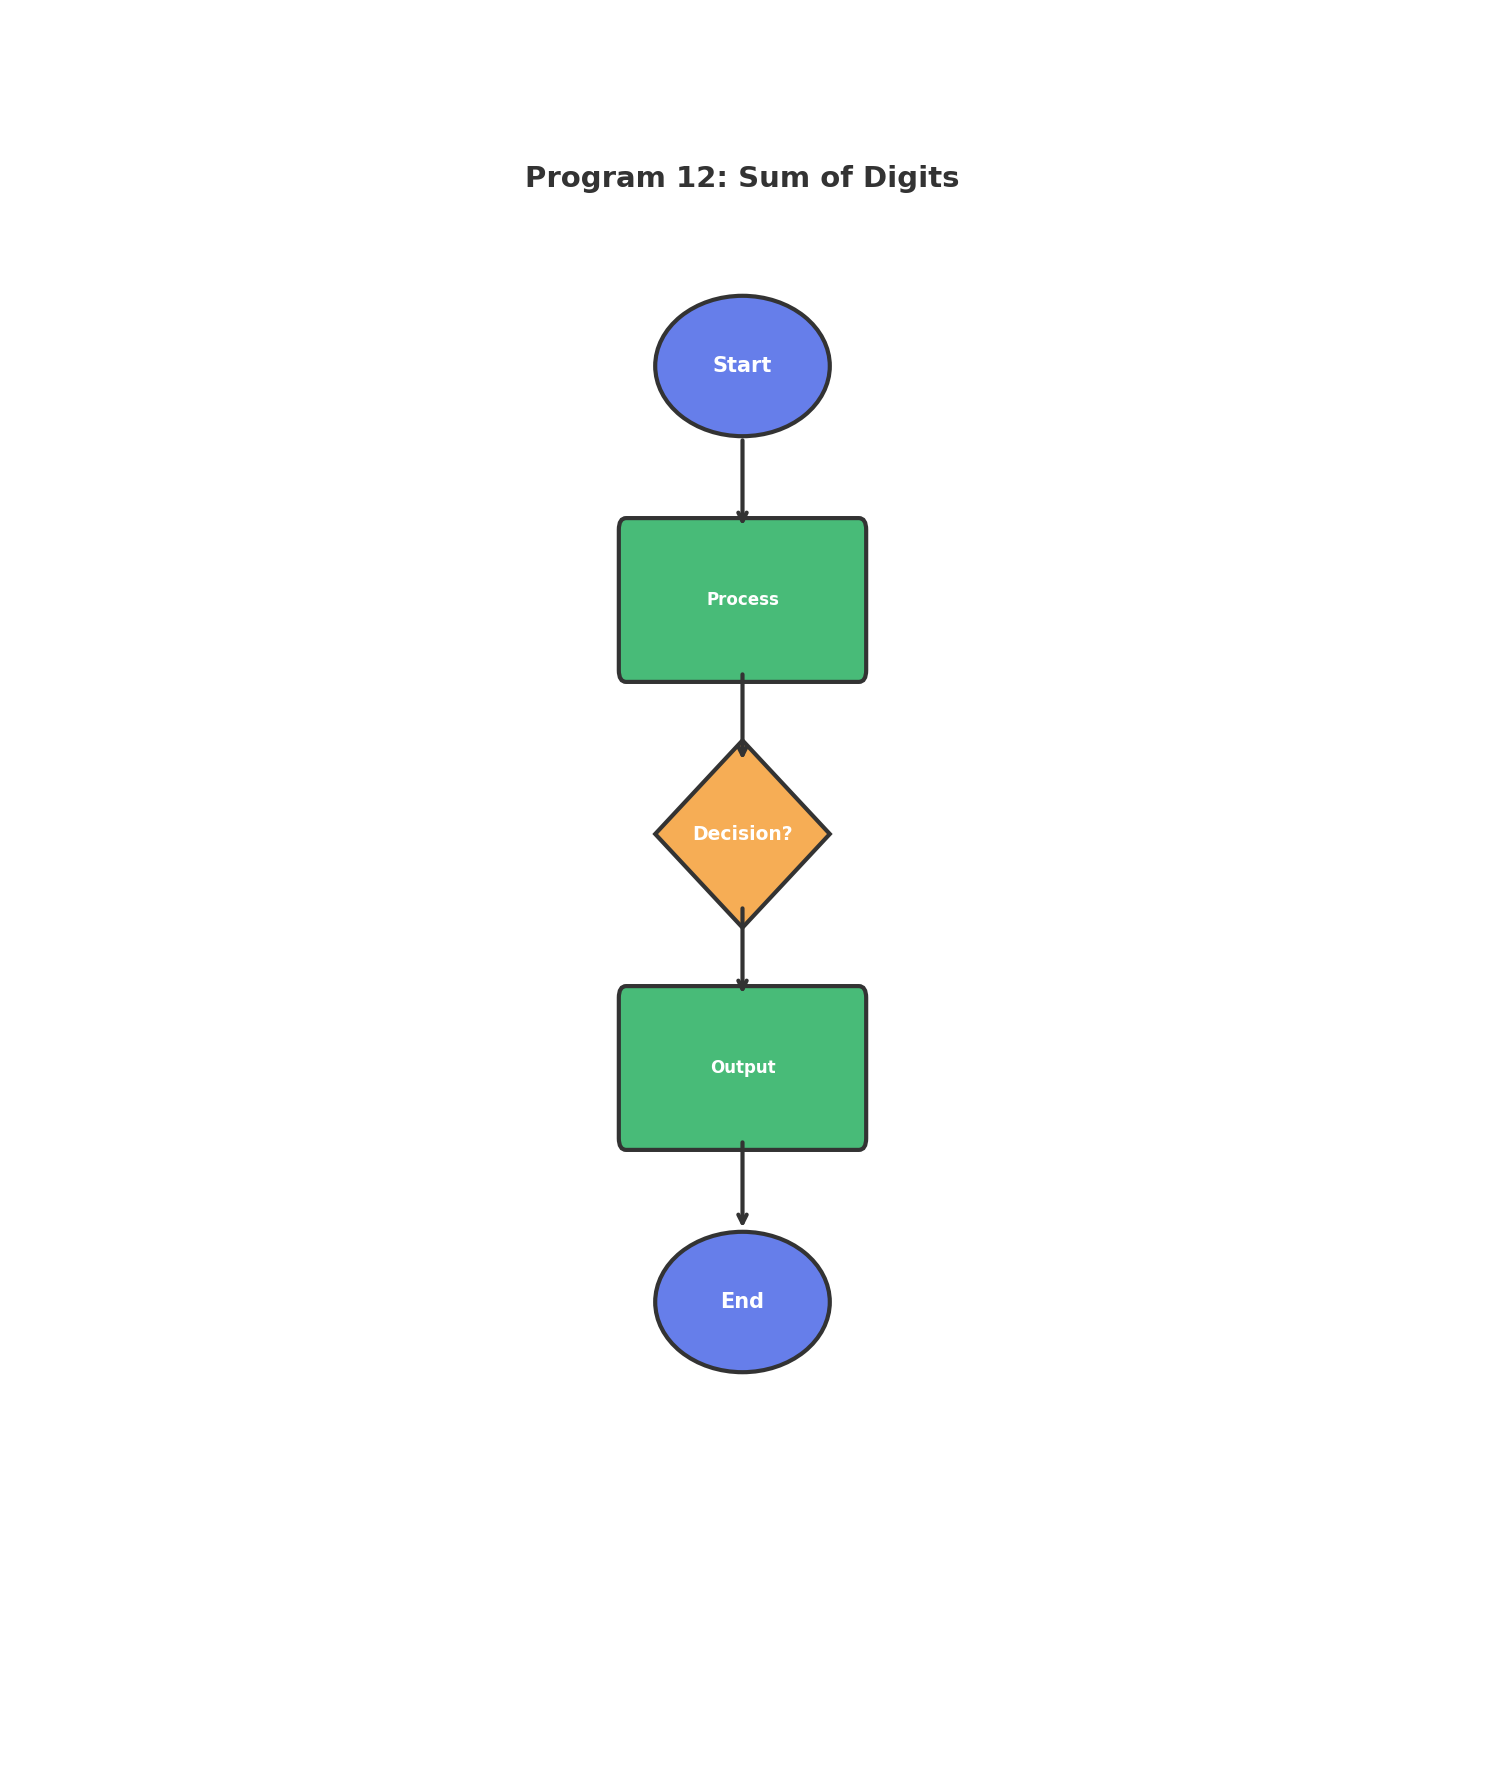 Program 12: Sum of Digits
Start
Process
Decision?
Output
End